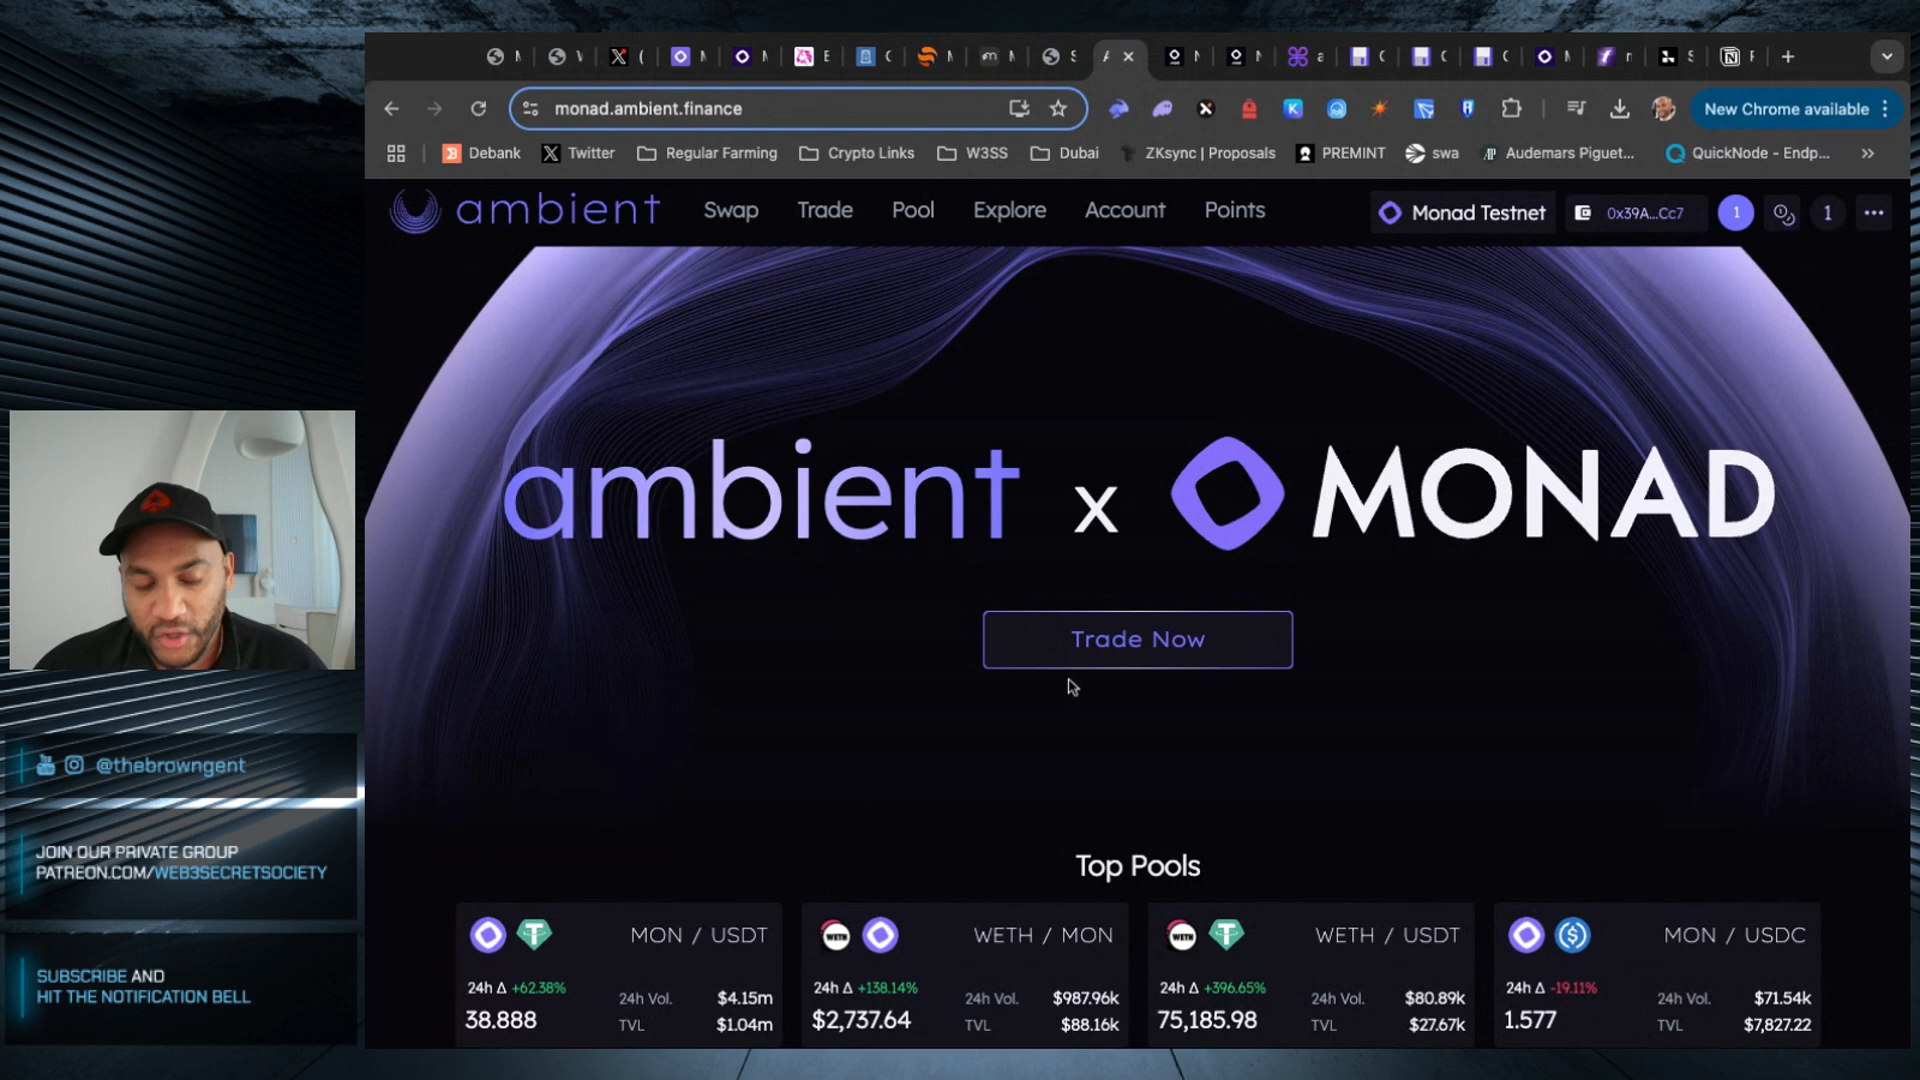 monad.ambient.finance
New Chrome available
Debank
Twitter
Regular Farming
Crypto Links
W3SS
Dubai
ZKsync | Proposals
PREMINT
swa
Audemars Piguet...
QuickNode - Endp...
ambient
Swap
Trade
Pool
Explore
Account
Points
Monad Testnet
0x39A...Cc7
1
1
ambient x MONAD
Trade Now
@thebrowngent
JOIN OUR PRIVATE GROUP
PATREON.COM/WEB3SECRETSOCIETY
SUBSCRIBE AND
HIT THE NOTIFICATION BELL
Top Pools
MON / USDT
24h Δ +62.38%
38.888
24h Vol. $4.15m
TVL $1.04m
WETH
WETH / MON
24h Δ +138.14%
$2,737.64
24h Vol. $987.96k
TVL $88.16k
WETH
WETH / USDT
24h Δ +396.65%
75,185.98
24h Vol. $80.89k
TVL $27.67k
MON / USDC
24h Δ -19.11%
1.577
24h Vol. $71.54k
TVL $7,827.22